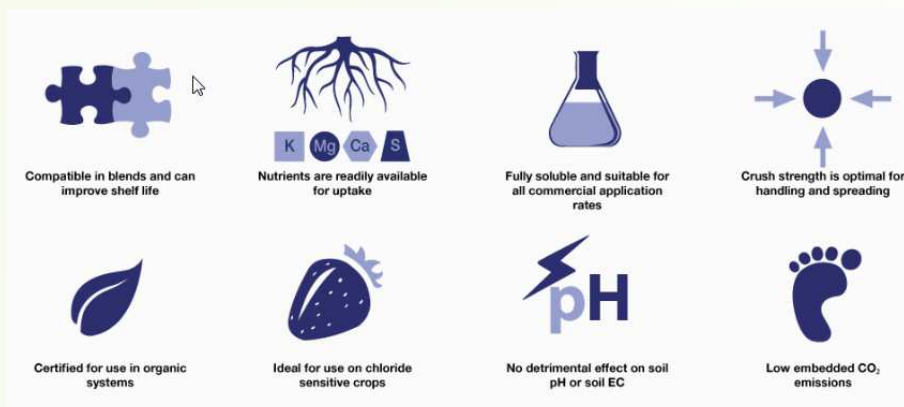 K Mg Ca S
Compatible in blends and can
improve shelf life
Nutrients are readily available
for uptake
Fully soluble and suitable for
all commercial application
rates
Crush strength is optimal for
handling and spreading
pH
Certified for use in organic
systems
Ideal for use on chloride
sensitive crops
No detrimental effect on soil
pH or soil EC
Low embedded CO₂
emissions